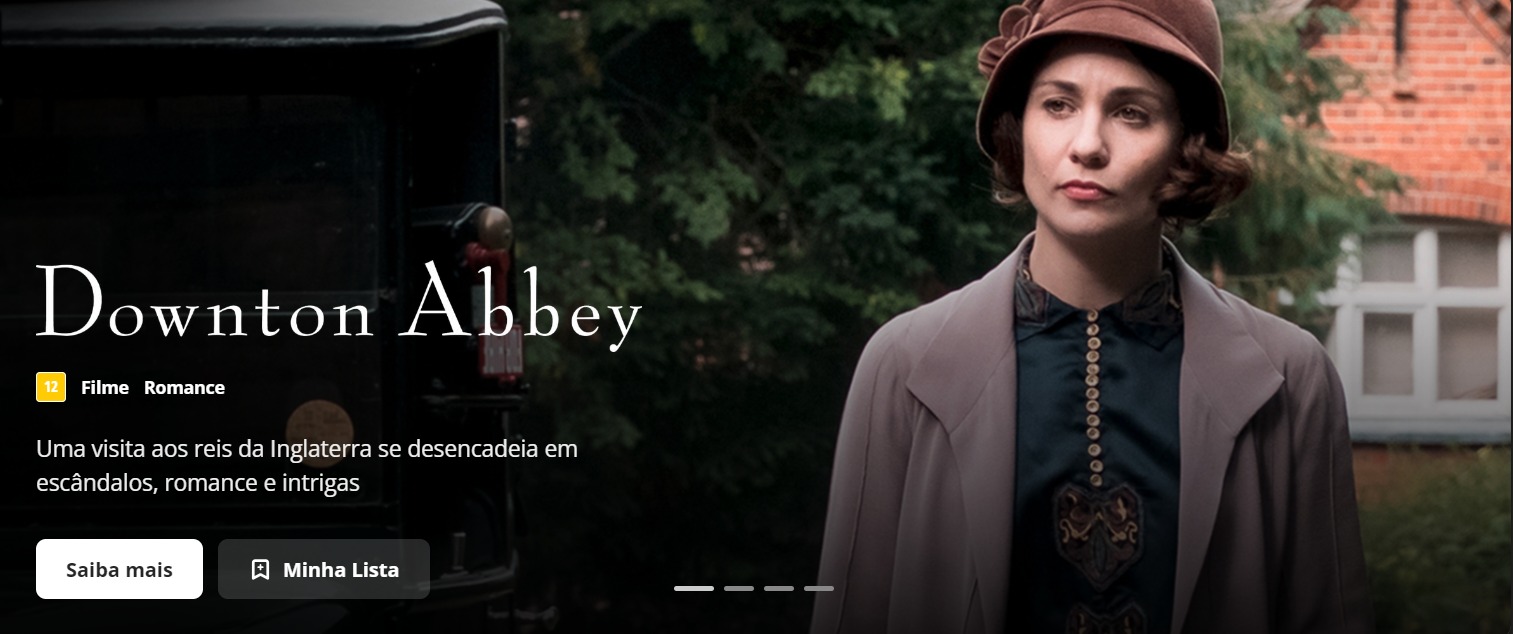 Downton Abbey
12 Filme Romance
Uma visita aos reis da Inglaterra se desencadeia em
escândalos, romance e intrigas
Saiba mais Minha Lista